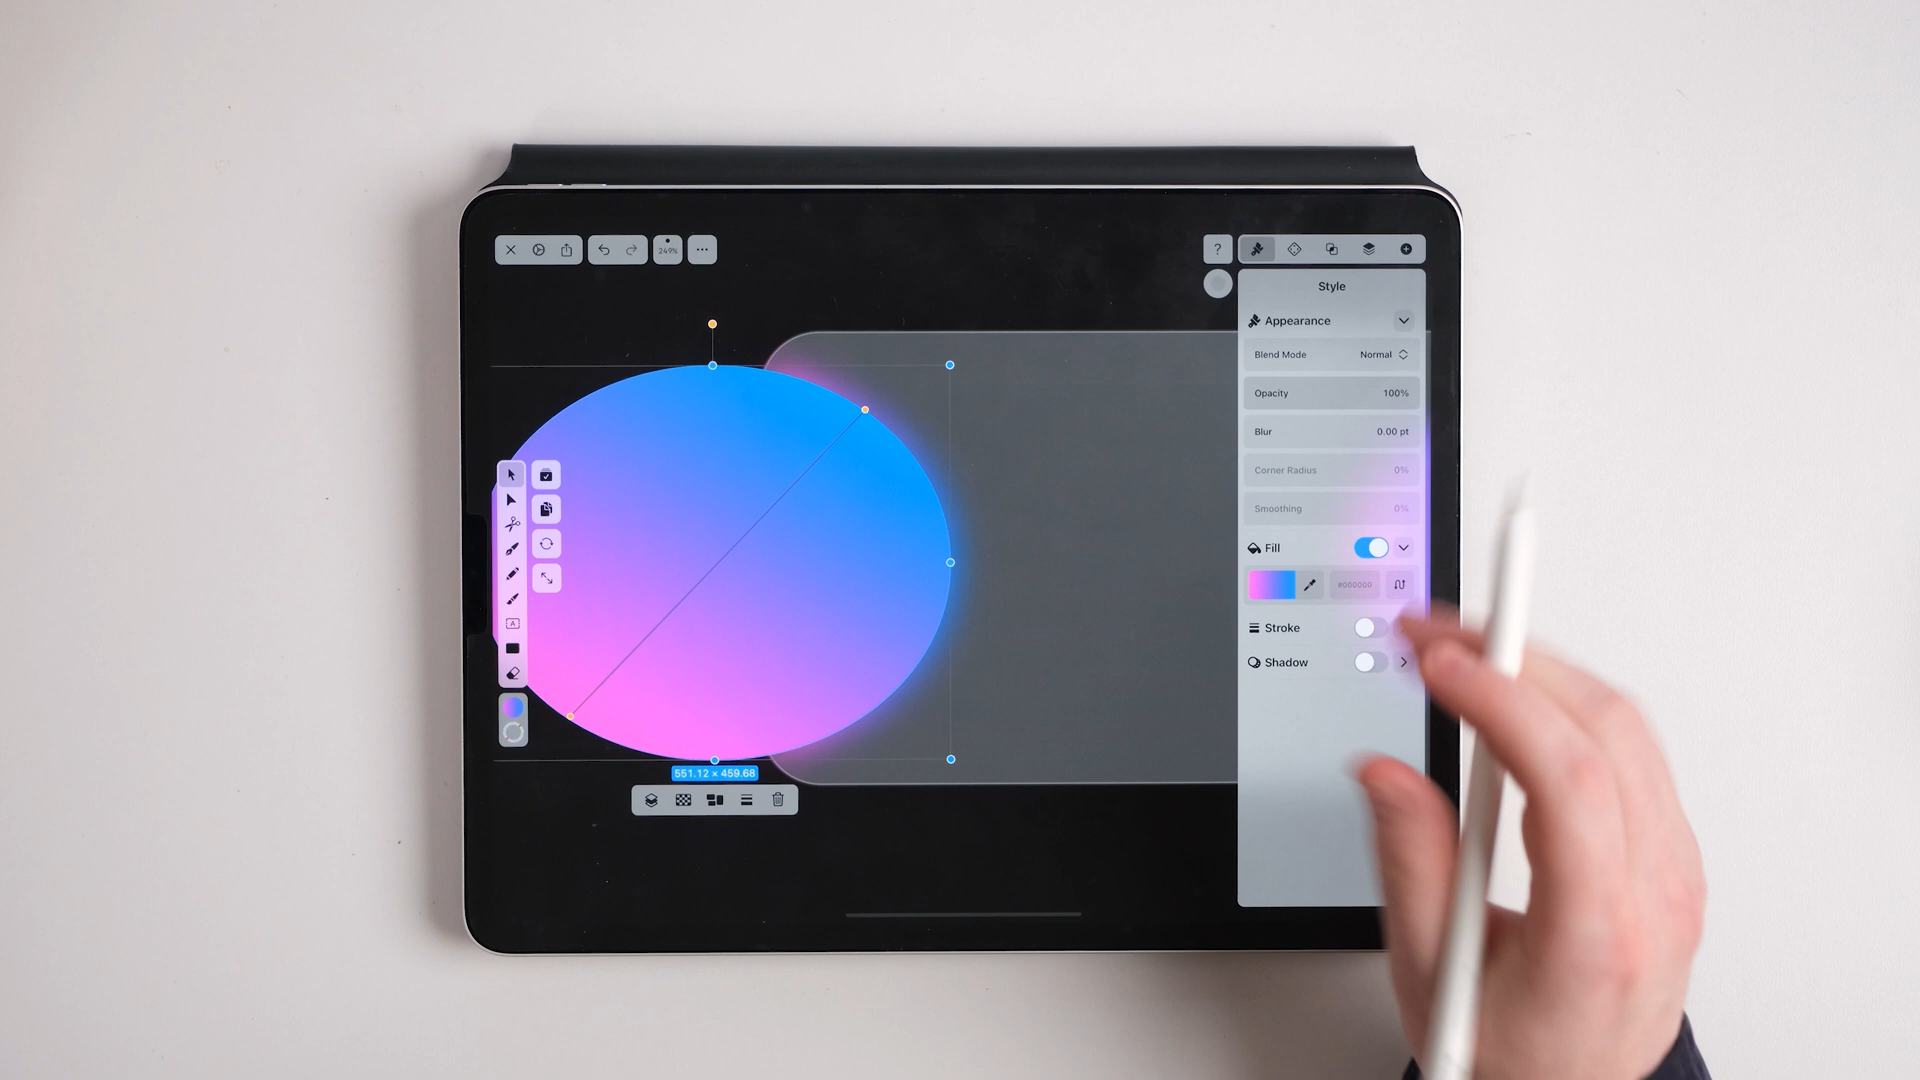 249%
?
Style
Appearance
Blend Mode Normal
Opacity 100%
Blur 0.00 pt
Corner Radius 0%
Smoothing 0%
Fill
#000000
Stroke
Shadow
A
551.12 × 459.68